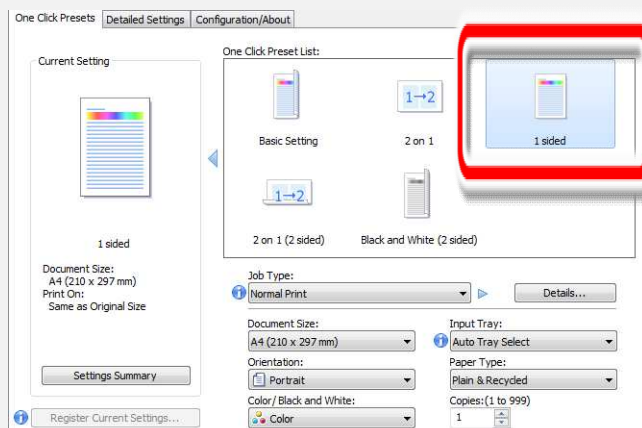 One Click Presets Detailed Settings Configuration/About
Current Setting
One Click Preset List:
1→2
Basic Setting 2 on 1 1 sided
1→2
1 sided
2 on 1 (2 sided) Black and White (2 sided)
Document Size:
A4 (210 x 297 mm)
Print On:
Same as Original Size
Settings Summary
Register Current Settings...
Job Type:
Normal Print Details...
Document Size: Input Tray:
A4 (210 x 297 mm) Auto Tray Select
Orientation: Paper Type:
Portrait Plain & Recycled
Color/ Black and White: Copies:(1 to 999)
Color 1